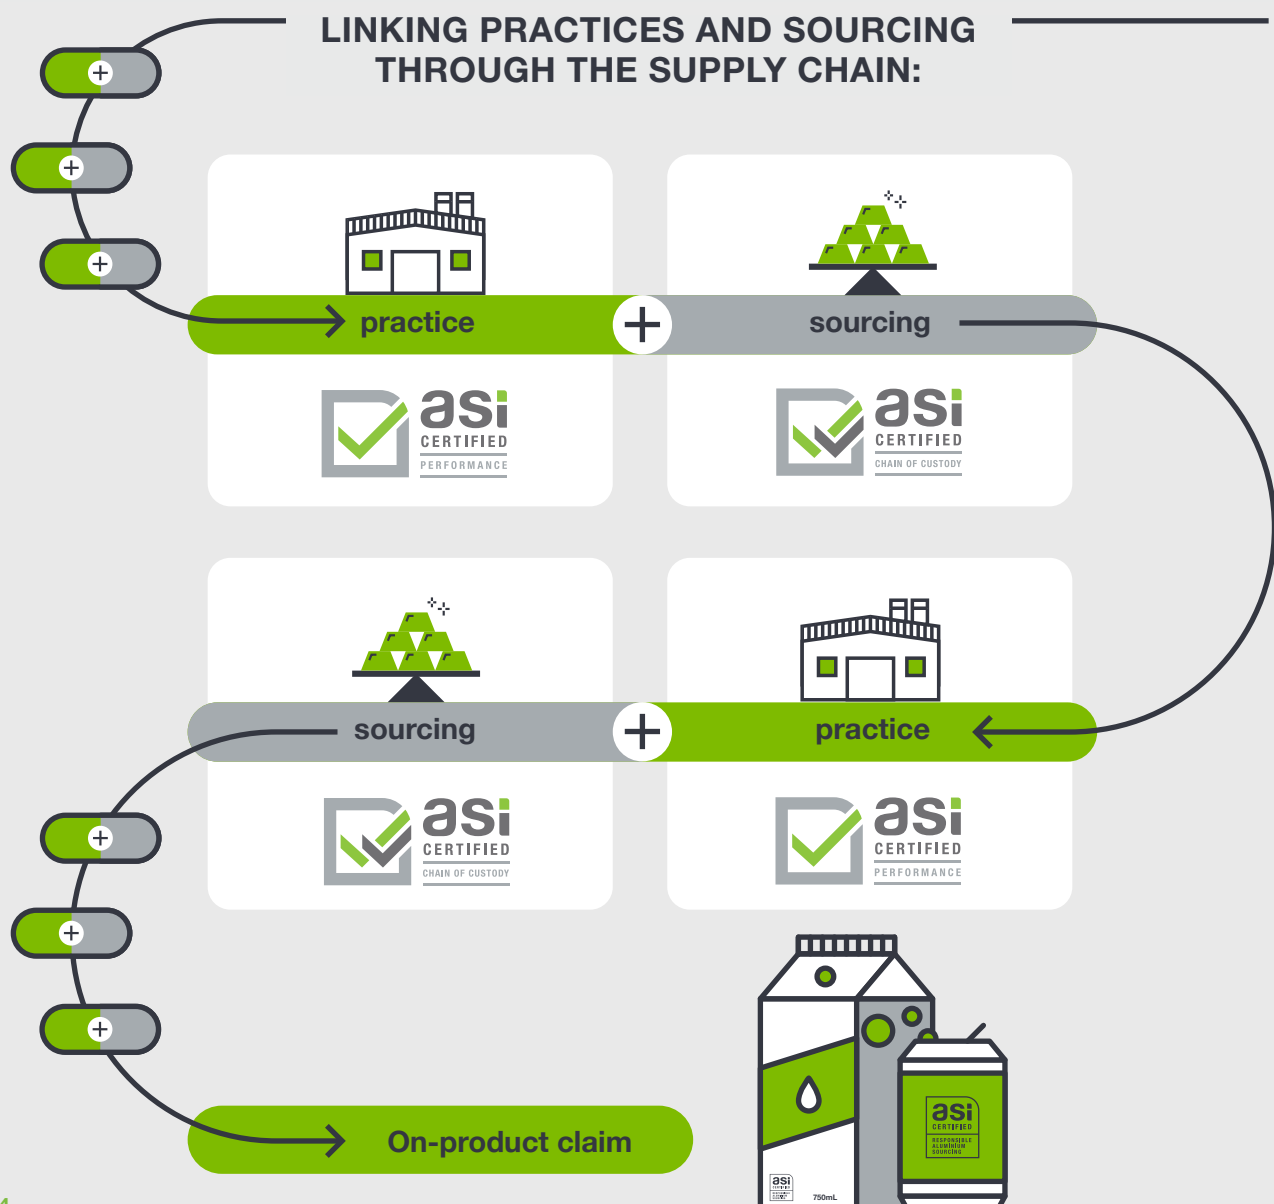 LINKING PRACTICES AND SOURCING
THROUGH THE SUPPLY CHAIN:
practice
sourcing
asi
CERTIFIED
PERFORMANCE
asi
CERTIFIED
CHAIN OF CUSTODY
sourcing
practice
asi
CERTIFIED
CHAIN OF CUSTODY
asi
CERTIFIED
PERFORMANCE
On-product claim
asi
CERTIFIED
RESPONSIBLE
ALUMINIUM
SOURCING
asi
750mL